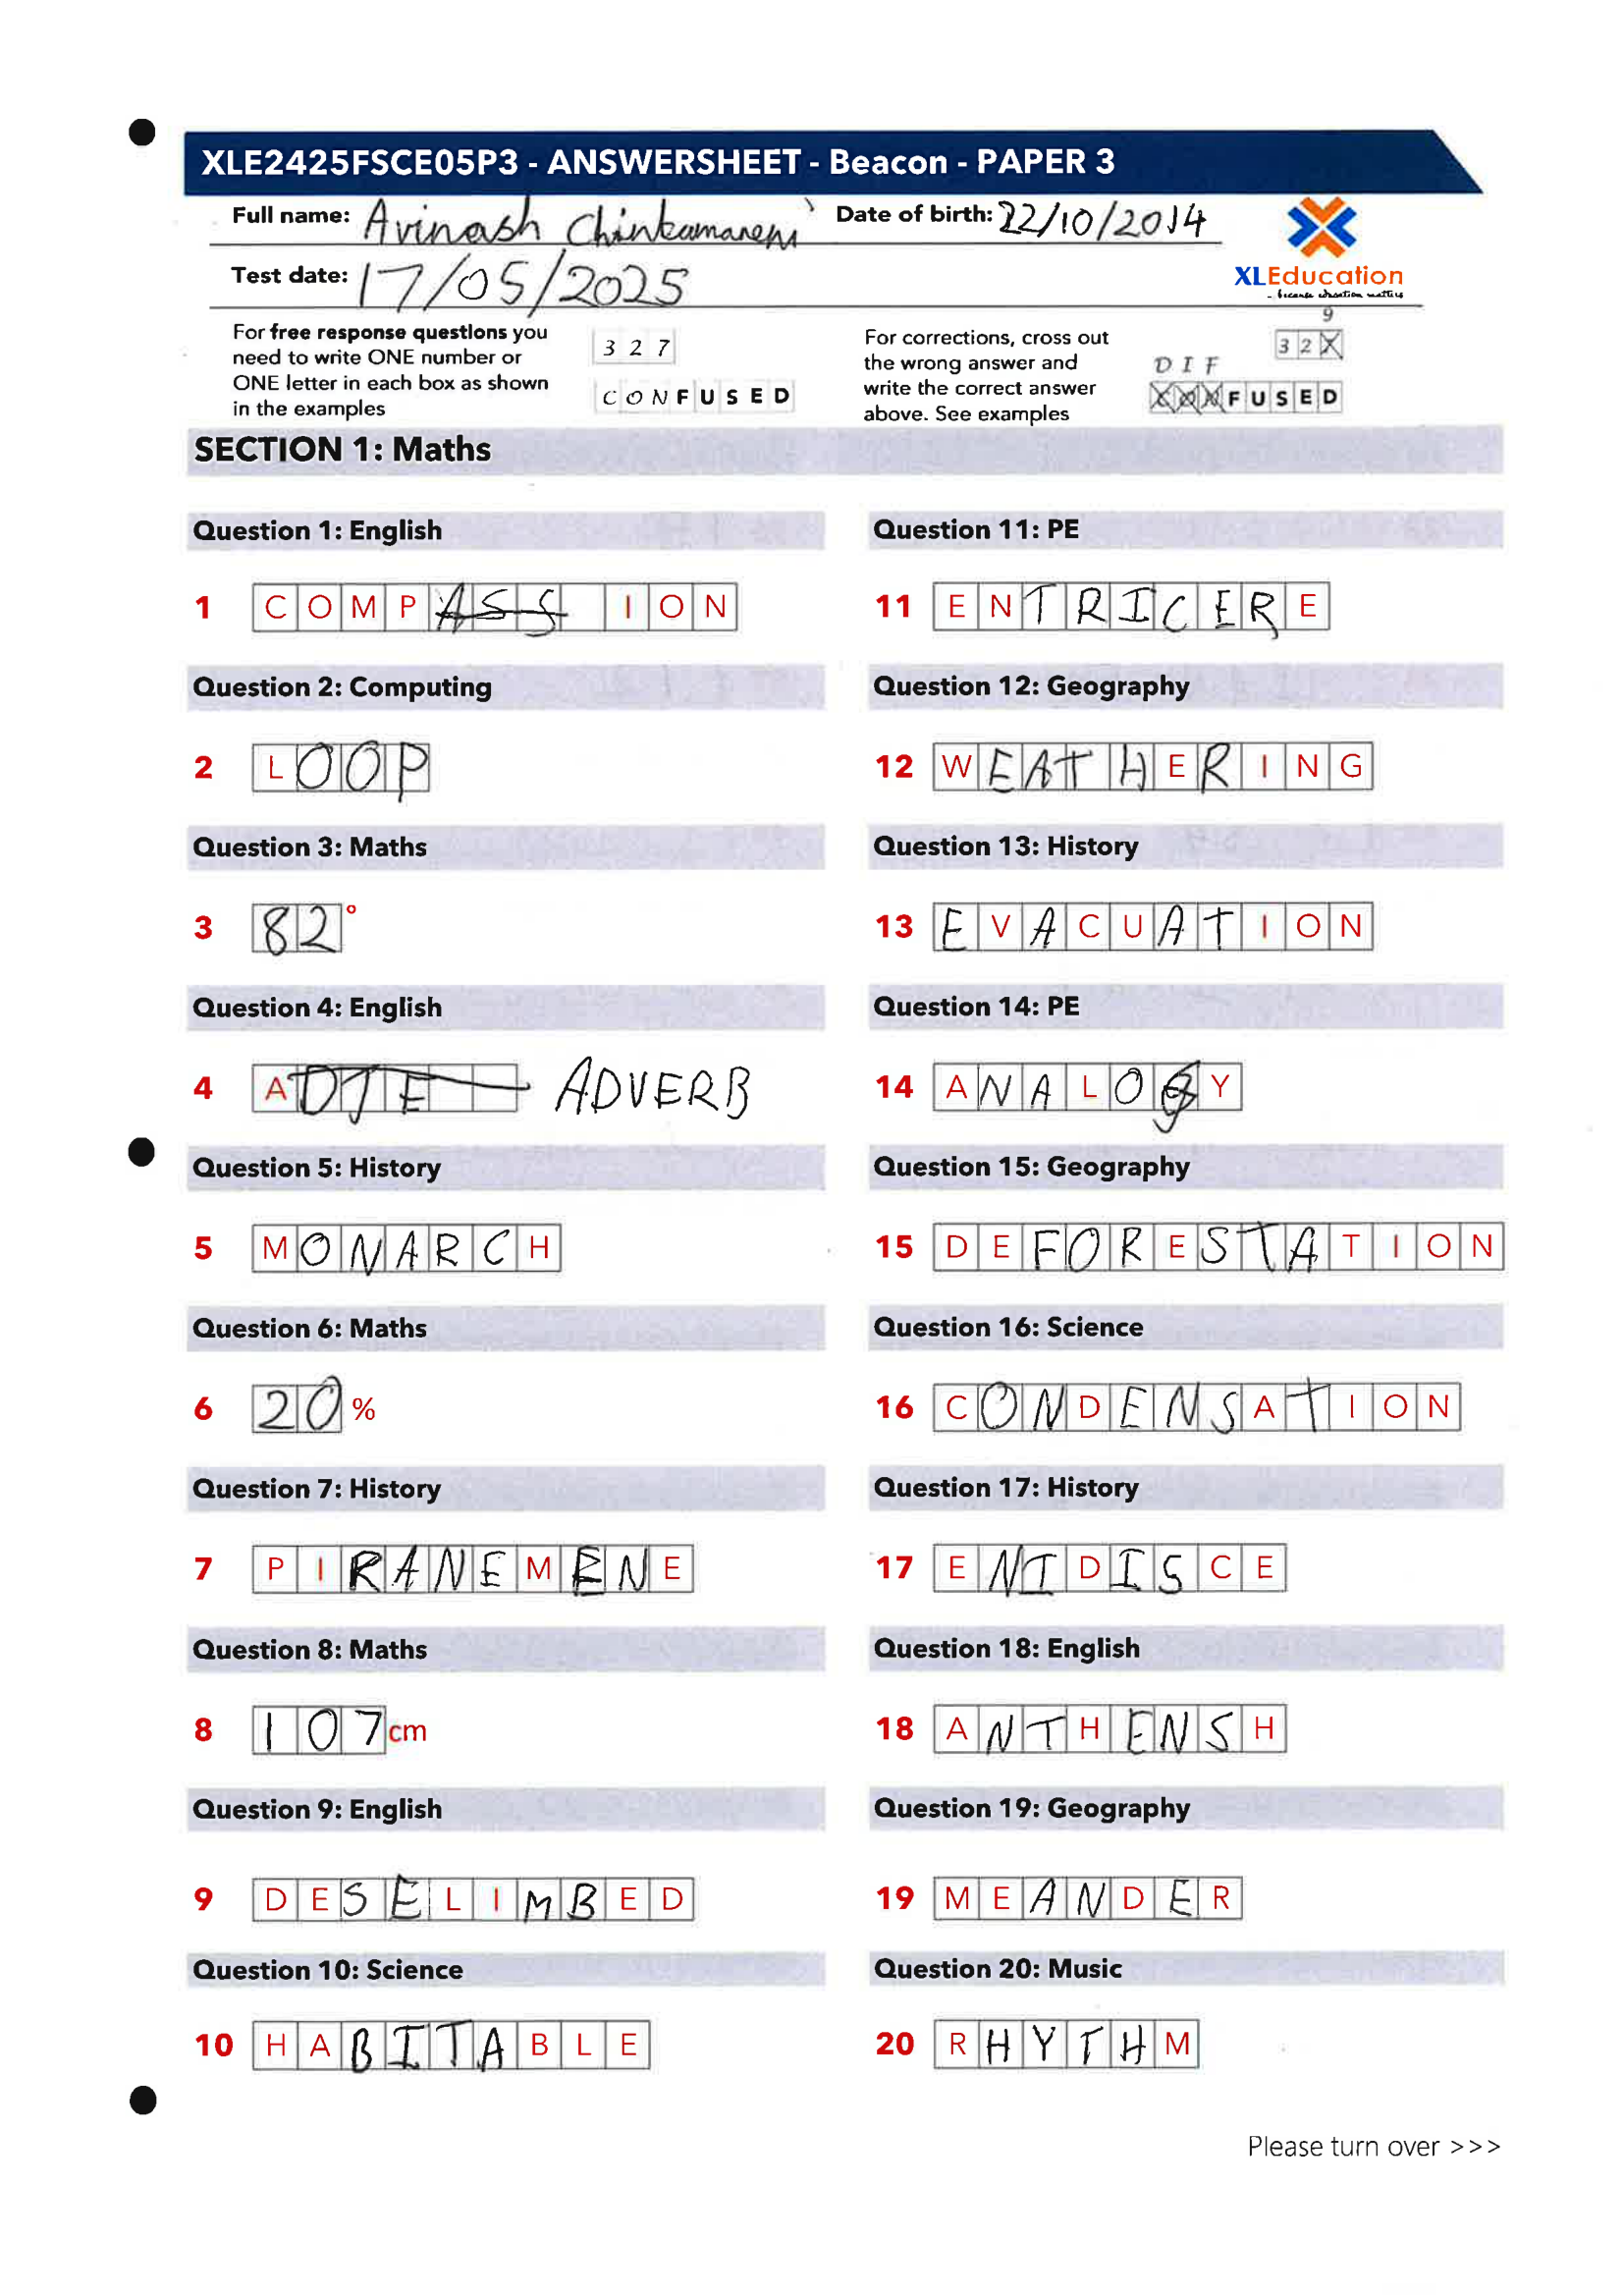 XLE2425FSCE05P3 - ANSWERSHEET - Beacon - PAPER 3
Full name: Avinash Chintamaneni Date of birth: 22/10/2014
Test date: 17/05/2025
XLEducation
- because education matters
For free response questions you
need to write ONE number or
ONE letter in each box as shown
in the examples
3 2 7
C O N F U S E D
For corrections, cross out
the wrong answer and
write the correct answer
above. See examples
9
3 2 X
D I F
F U S E D
SECTION 1: Maths
Question 1: English
1 C O M P A S S I O N
Question 2: Computing
2 L O O P
Question 3: Maths
3 8 2 °
Question 4: English
4 A D J E ADVERB
Question 5: History
5 M O N A R C H
Question 6: Maths
6 2 0 %
Question 7: History
7 P I R A N E M E N E
Question 8: Maths
8 1 0 7 cm
Question 9: English
9 D E S E L I M B E D
Question 10: Science
10 H A B I T A B L E
Question 11: PE
11 E N T R I C E R E
Question 12: Geography
12 W E A T H E R I N G
Question 13: History
13 E V A C U A T I O N
Question 14: PE
14 A N A L O G Y
Question 15: Geography
15 D E F O R E S T A T I O N
Question 16: Science
16 C O N D E N S A T I O N
Question 17: History
17 E N T D I S C E
Question 18: English
18 A N T H E N S H
Question 19: Geography
19 M E A N D E R
Question 20: Music
20 R H Y T H M
Please turn over >>>